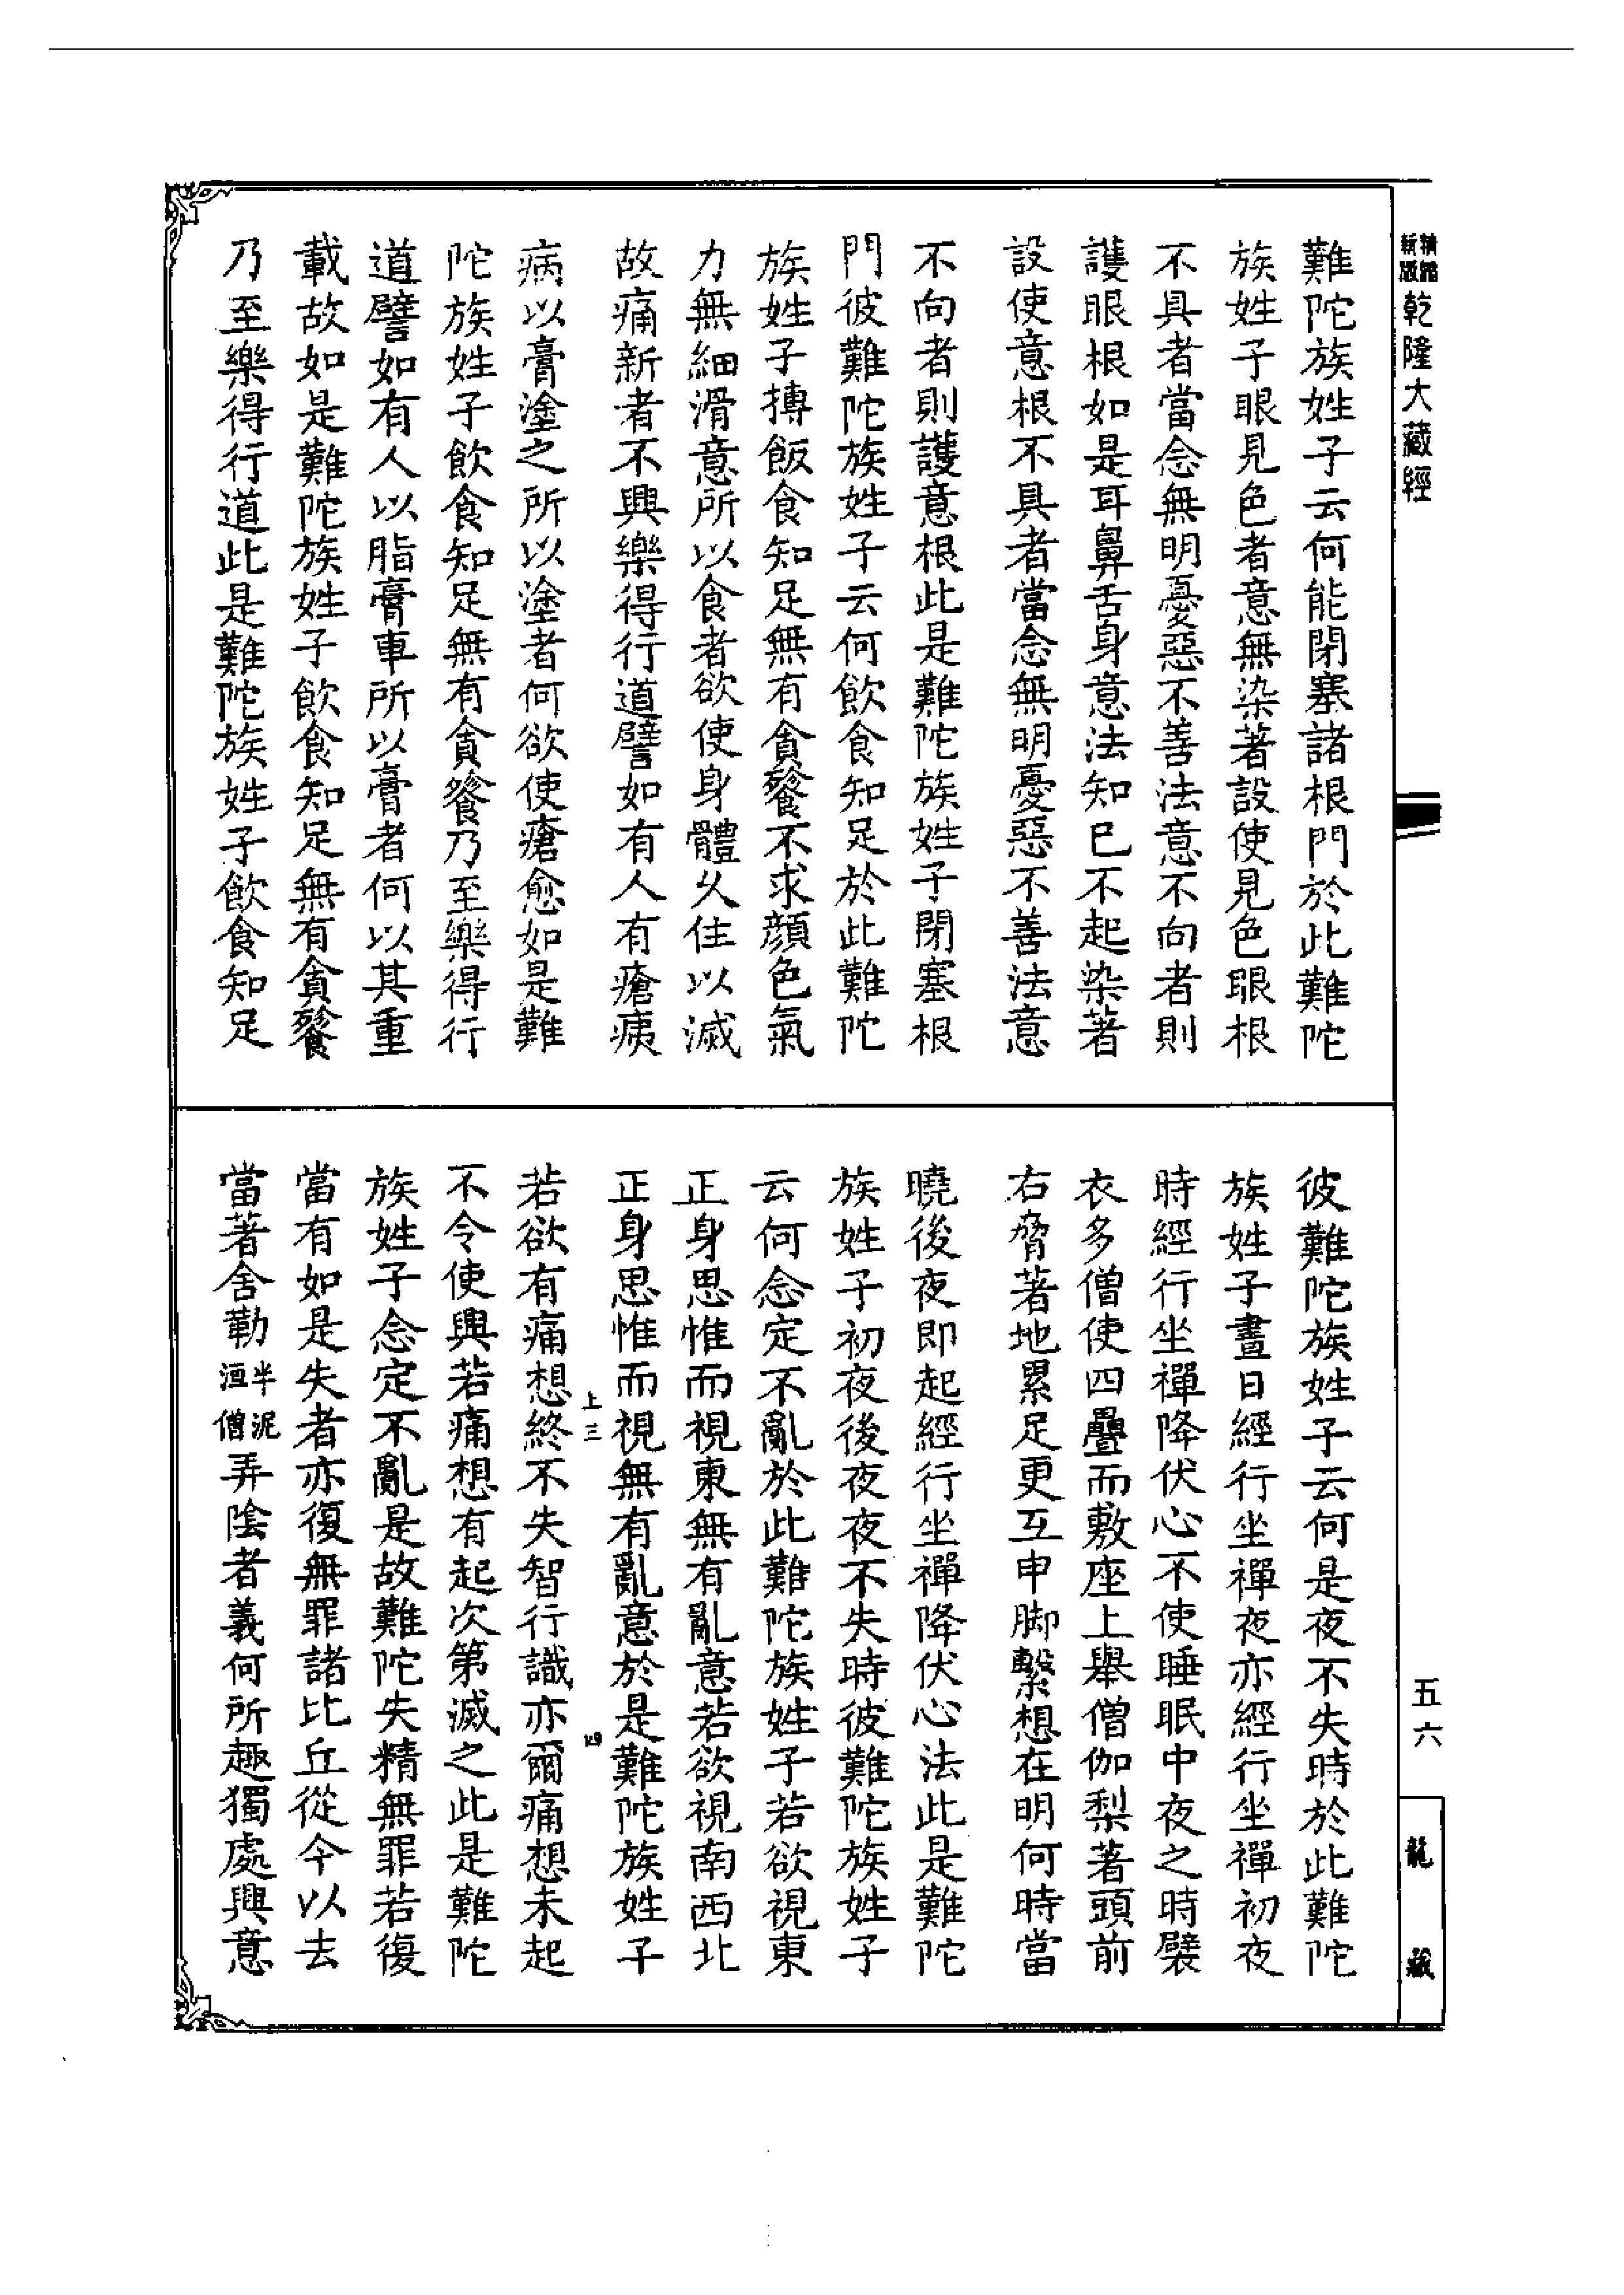 精縮
新版
乾隆大藏經
難陀族姓子云何能閉塞諸根門於此難陀
族姓子眼見色者意無染著設使見色眼根
不具者當念無明憂惡不善法意不向者則
護眼根如是耳鼻舌身意法知已不起染著
設使意根不具者當念無明憂惡不善法意
不向者則護意根此是難陀族姓子閉塞根
門彼難陀族姓子云何飲食知足於此難陀
族姓子摶飯食知足無有貪餮不求顏色氣
力無細滑意所以食者欲使身體久住以滅
故痛新者不興樂得行道譬如有人有瘡痍
病以膏塗之所以塗者何欲使瘡愈如是難
陀族姓子飲食知足無有貪餮乃至樂得行
道譬如有人以脂膏車所以膏者何以其重
載故如是難陀族姓子飲食知足無有貪餮
乃至樂得行道此是難陀族姓子飲食知足
彼難陀族姓子云何是夜不失時於此難陀
族姓子晝日經行坐禪夜亦經行坐禪初夜
時經行坐禪降伏心不使睡眠中夜之時襞
衣多僧使四疊而敷座上舉僧伽梨著頭前
右脅著地累足更互申脚繫想在明何時當
曉後夜即起經行坐禪降伏心法此是難陀
族姓子初夜後夜夜不失時彼難陀族姓子
云何念定不亂於此難陀族姓子若欲視東
正身思惟而視東無有亂意若欲視南西北
正身思惟而視無有亂意於是難陀族姓子
上三
四
若欲有痛想終不失智行識亦爾痛想未起
不令使興若痛想有起次第滅之此是難陀
族姓子念定不亂是故難陀失精無罪若復
當有如是失者亦復無罪諸比丘從今以去
當著舍勒半泥洹僧弄陰者義何所趣獨處興意
五六
龍藏